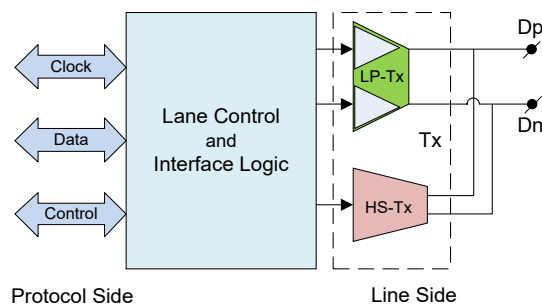 Clock
Data
Control
Lane Control
and
Interface Logic
LP-Tx
Tx
HS-Tx
Dp
Dn
Protocol Side
Line Side